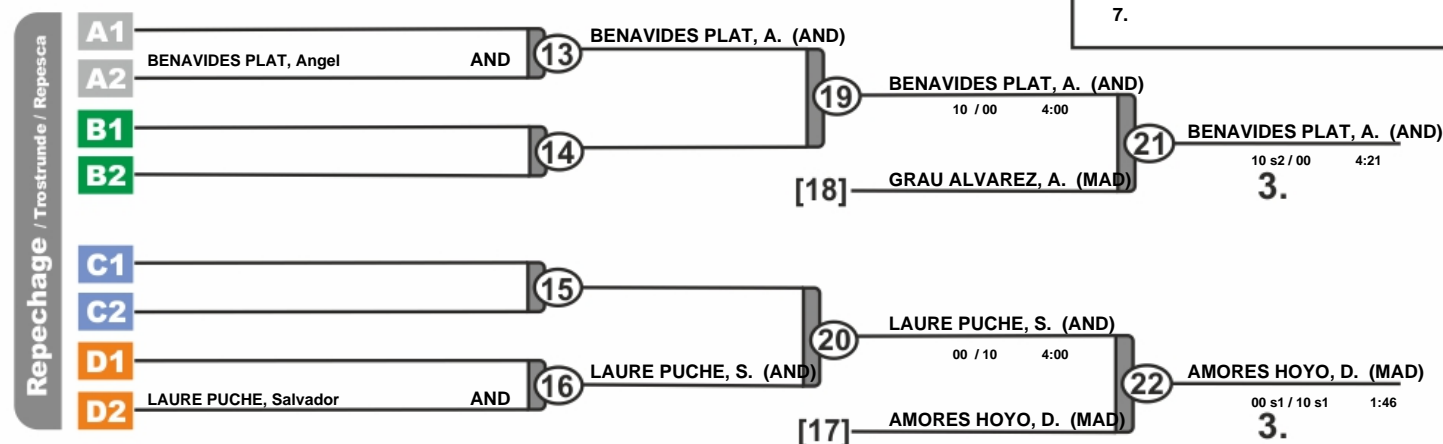 7.
Repechage / Trostrunde / Repesca
A1
BENAVIDES PLAT, Angel AND
A2
13
BENAVIDES PLAT, A. (AND)
B1
14
B2
19
BENAVIDES PLAT, A. (AND)
10 / 00 4:00
[18] GRAU ALVAREZ, A. (MAD)
21
BENAVIDES PLAT, A. (AND)
10 s2 / 00 4:21
3.
C1
15
C2
D1
16
LAURE PUCHE, S. (AND)
LAURE PUCHE, Salvador AND
D2
20
LAURE PUCHE, S. (AND)
00 / 10 4:00
[17] AMORES HOYO, D. (MAD)
22
AMORES HOYO, D. (MAD)
00 s1 / 10 s1 1:46
3.